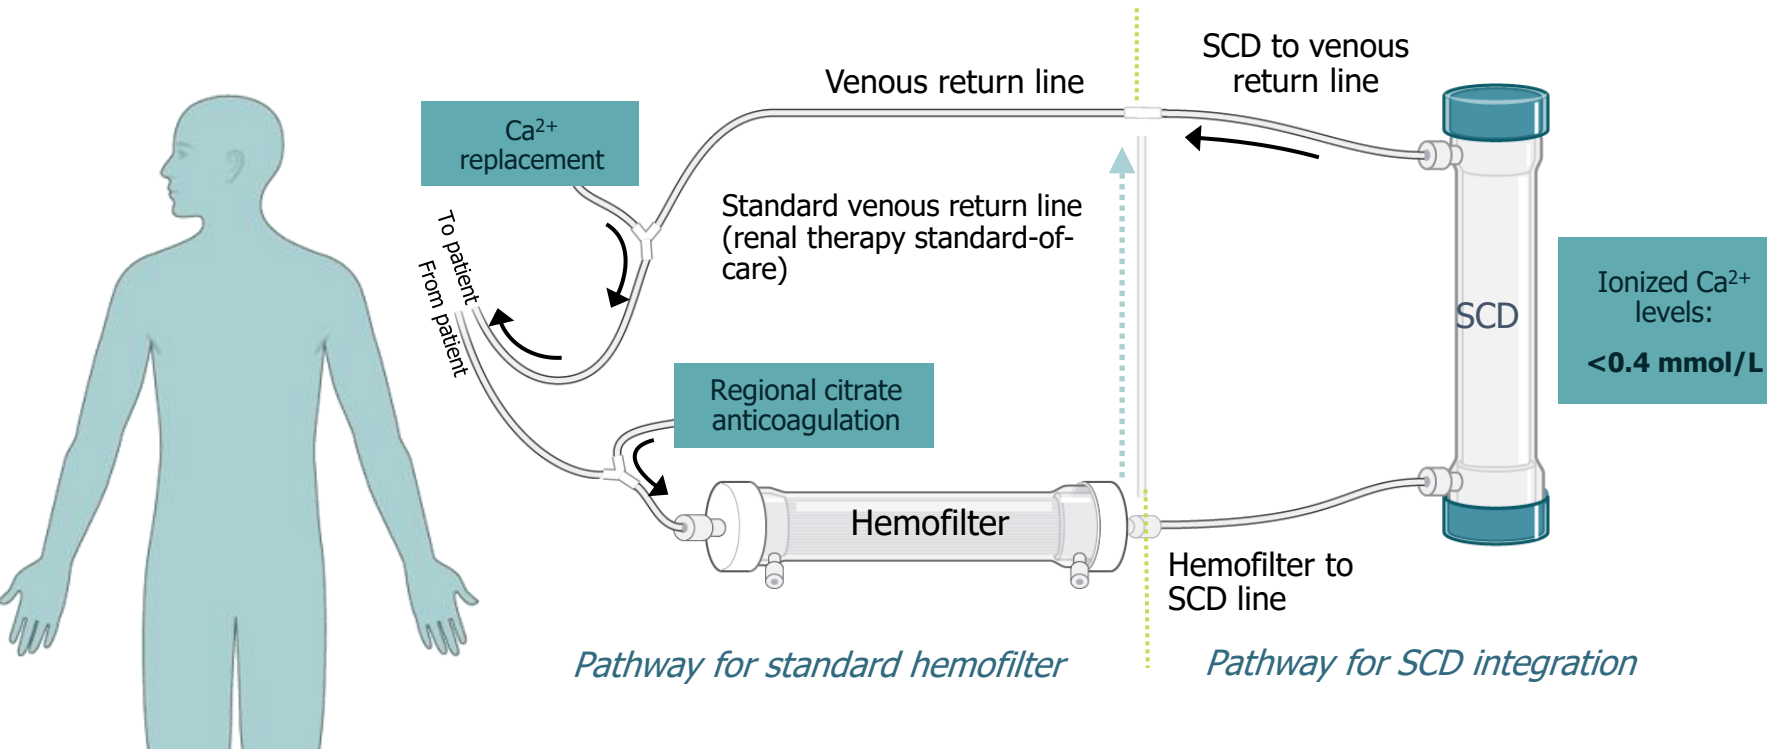 SCD to venous
return line
Venous return line
Ca²⁺
replacement
Standard venous return line
(renal therapy standard-of-
care)
To patient
From patient
Ionized Ca²⁺
levels:
<0.4 mmol/L
SCD
Regional citrate
anticoagulation
Hemofilter
Hemofilter to
SCD line
Pathway for standard hemofilter
Pathway for SCD integration